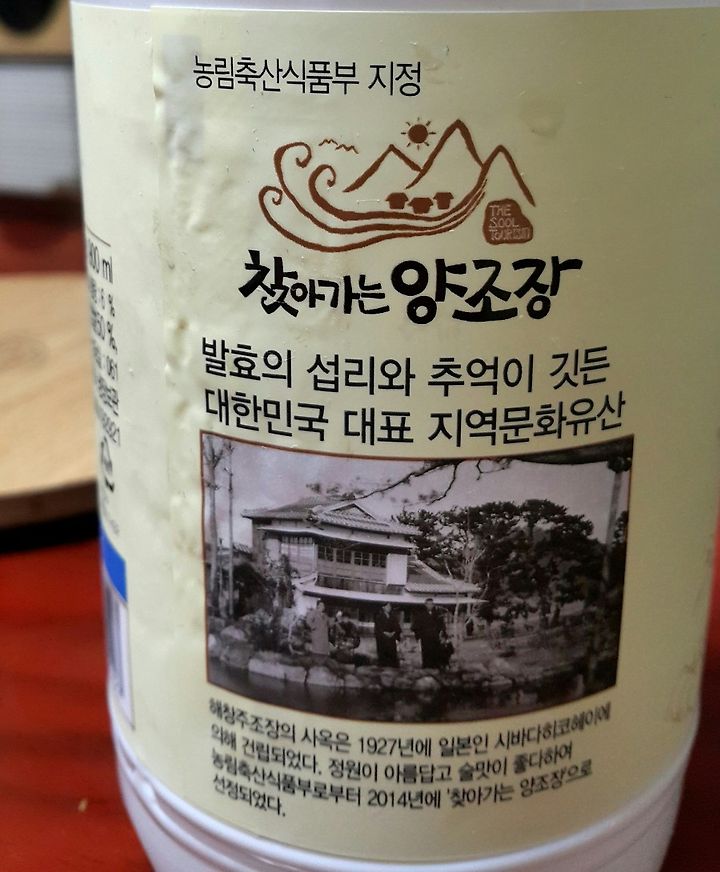 농림축산식품부 지정
THE
SOOL
TOURISM
찾아가는 양조장
발효의 섭리와 추억이 깃든
대한민국 대표 지역문화유산
해창주조장의 사옥은 1927년에 일본인 시바다히코헤이에
의해 건립되었다. 정원이 아름답고 술맛이 좋다하여
농림축산식품부로부터 2014년에 '찾아가는 양조장'으로
선정되었다.
ml
6 %